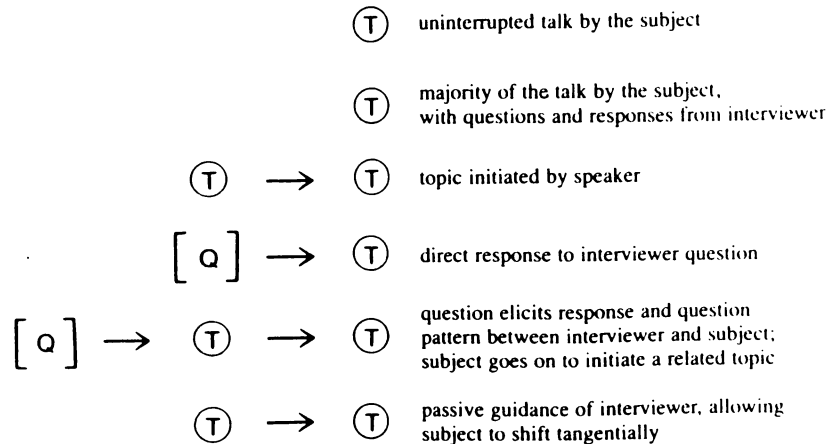 T uninterrupted talk by the subject
T majority of the talk by the subject,
with questions and responses from interviewer
T → T topic initiated by speaker
[ Q ] → T direct response to interviewer question
question elicits response and question
[ Q ] → T → T pattern between interviewer and subject;
subject goes on to initiate a related topic
T → T passive guidance of interviewer, allowing
subject to shift tangentially